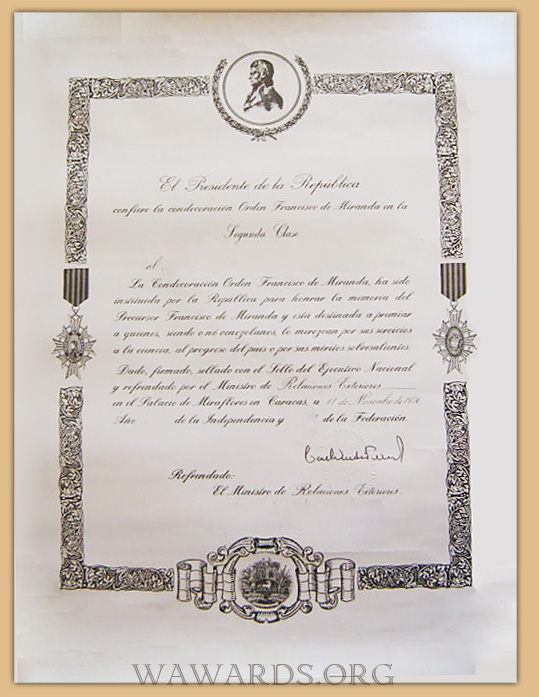 El Presidente de la República
confiere la condecoración Orden Francisco de Miranda en la
Segunda Clase
al
La Condecoración Orden Francisco de Miranda, ha sido
instituida por la República para honrar la memoria del
Precursor Francisco de Miranda y está destinada a premiar
a quienes, siendo o nó venezolanos, lo merezcan por sus servicios
a la ciencia, al progreso del país o por sus méritos sobresalientes.
Dado, firmado, sellado con el Sello del Ejecutivo Nacional
y refrendado por el Ministro de Relaciones Exteriores
en el Palacio de Miraflores en Caracas, a de Noviembre de
Año de la Independencia y de la Federación.
Refrendado:
El Ministro de Relaciones Exteriores.
WAWARDS.ORG